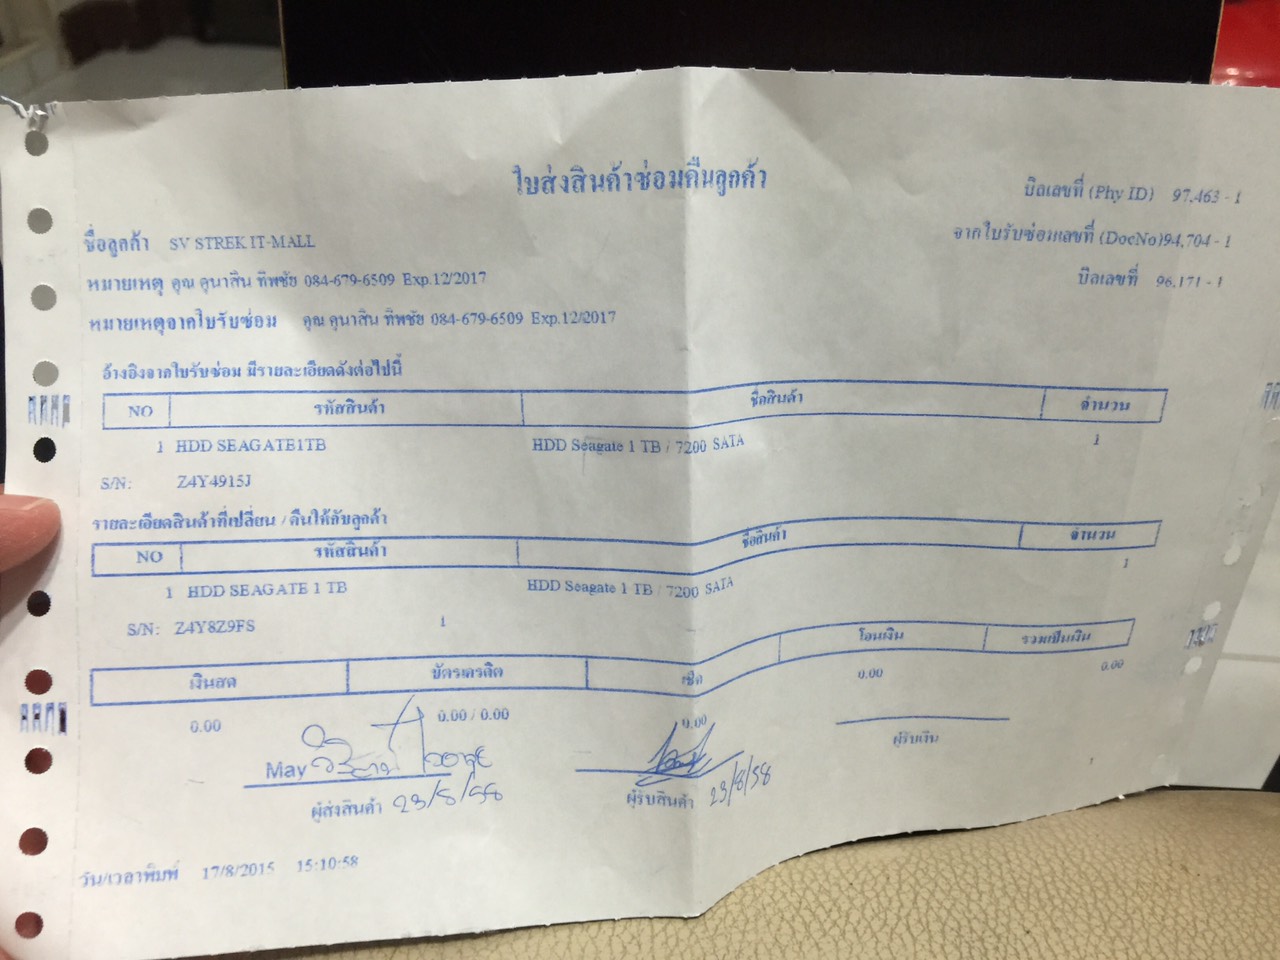 ใบส่งสินค้าซ่อมคืนลูกค้า
บิลเลขที่ (Phy ID) 97,463 - 1
ชื่อลูกค้า SV STREK IT-MALL
จากใบรับซ่อมเลขที่ (DocNo)94,704 - 1
หมายเหตุ คุณ คูนาสิน ทิพชัย 084-679-6509 Exp.12/2017
บิลเลขที่ 96,171 - 1
หมายเหตุจากใบรับซ่อม คุณ คูนาสิน ทิพชัย 084-679-6509 Exp.12/2017
อ้างอิงจากใบรับซ่อม มีรายละเอียดดังต่อไปนี้
NO รหัสสินค้า ชื่อสินค้า จำนวน
1 HDD SEAGATE1TB HDD Seagate 1 TB / 7200 SATA 1
S/N: Z4Y4915J
รายละเอียดสินค้าที่เปลี่ยน / คืนให้กับลูกค้า
NO รหัสสินค้า ชื่อสินค้า จำนวน
1 HDD SEAGATE 1 TB HDD Seagate 1 TB / 7200 SATA 1
S/N: Z4Y8Z9FS 1
เงินสด บัตรเครดิต เช็ค โอนเงิน รวมเป็นเงิน
0.00 0.00 / 0.00 0.00 0.00 0.00
May
ผู้ส่งสินค้า 23/8/58 ผู้รับสินค้า 23/8/58 ผู้รับเงิน
วัน/เวลาพิมพ์ 17/8/2015 15:10:58